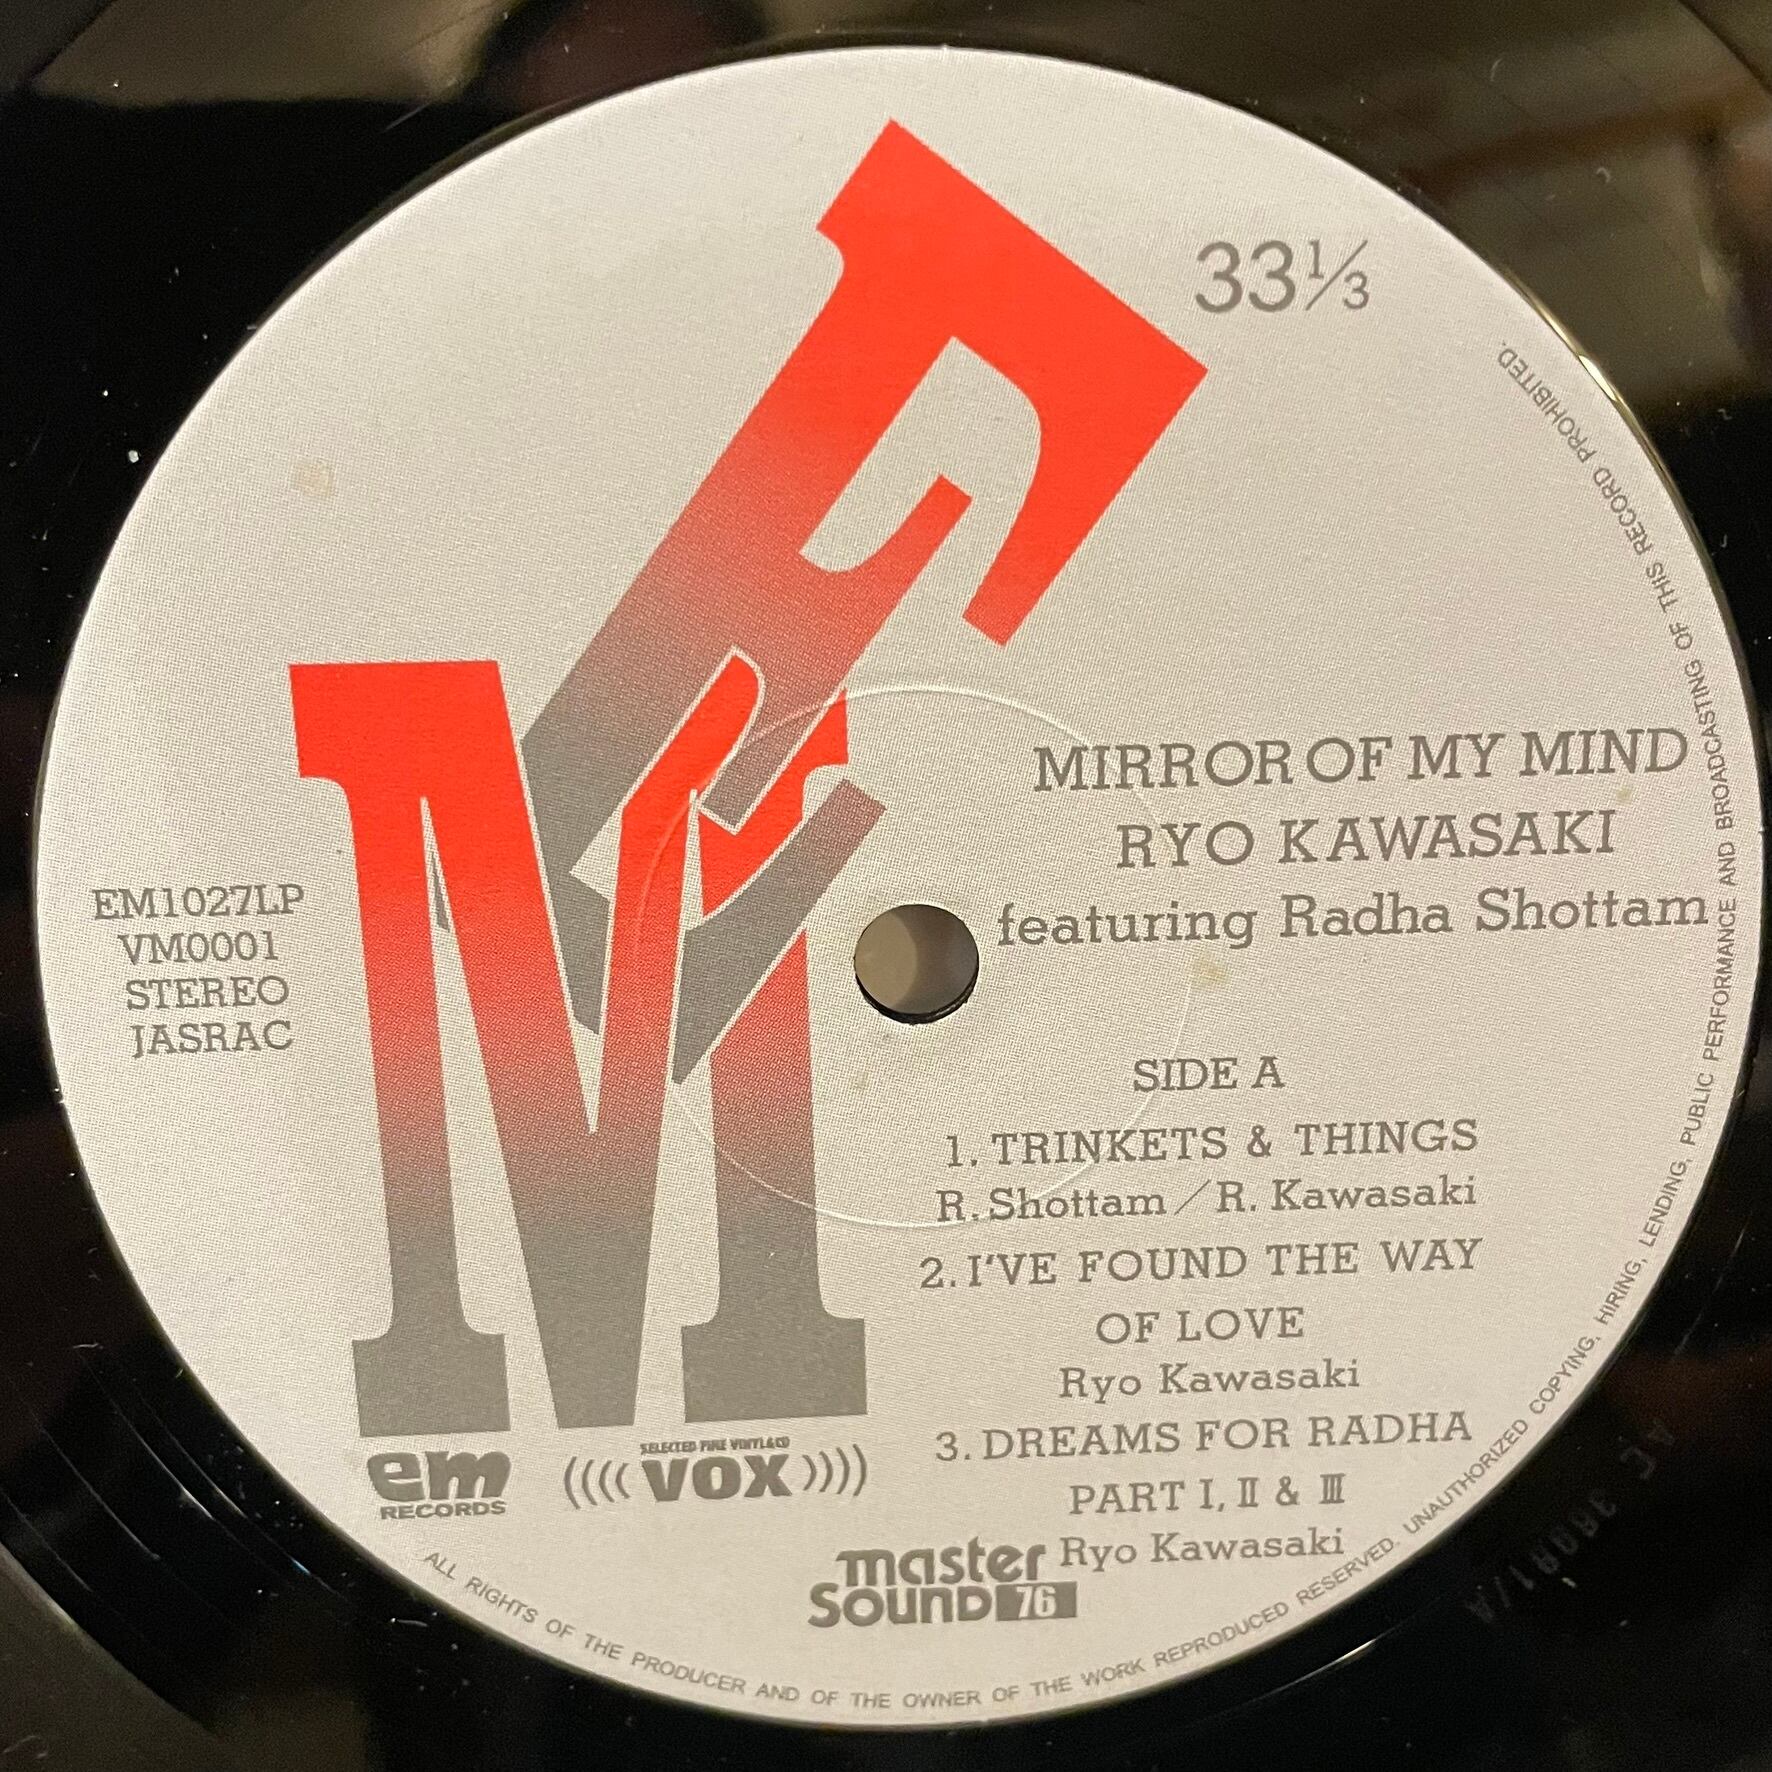 EM
33⅓
MIRROR OF MY MIND
RYO KAWASAKI
featuring Radha Shottam
EM1027LP
VM0001
STEREO
JASRAC
SIDE A
1. TRINKETS & THINGS
R. Shottam／R. Kawasaki
2. I'VE FOUND THE WAY
OF LOVE
Ryo Kawasaki
3. DREAMS FOR RADHA
PART I, Ⅱ & Ⅲ
Ryo Kawasaki
em
RECORDS
SELECTED FINE VINYL&CD
((((VOX))))
master
sound 76
ALL RIGHTS OF THE PRODUCER AND OF THE OWNER OF THE WORK REPRODUCED RESERVED. UNAUTHORIZED COPYING, HIRING, LENDING, PUBLIC PERFORMANCE AND BROADCASTING OF THIS RECORD PROHIBITED.